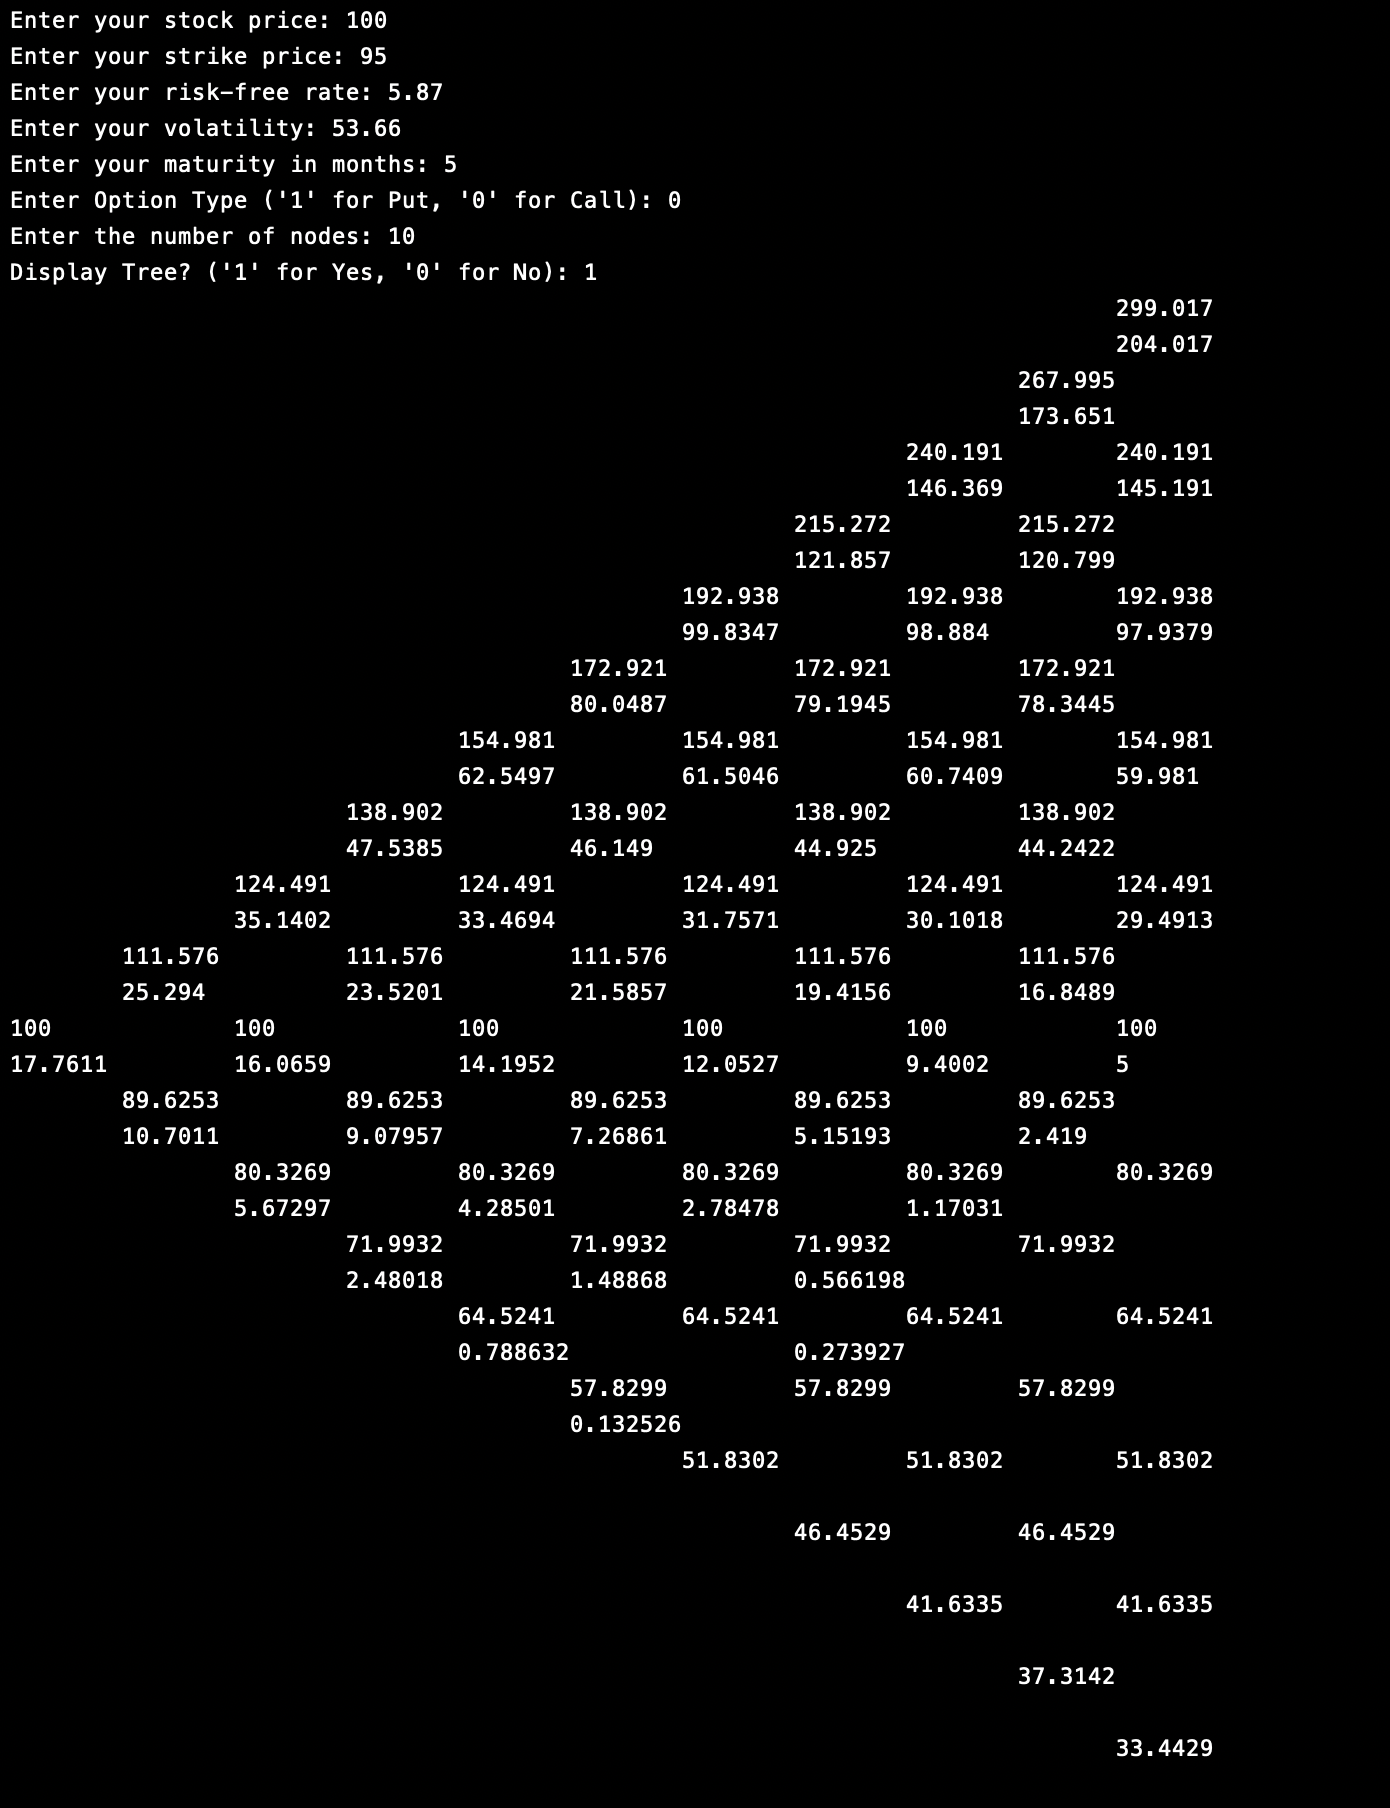 Enter your stock price: 100
Enter your strike price: 95
Enter your risk-free rate: 5.87
Enter your volatility: 53.66
Enter your maturity in months: 5
Enter Option Type ('1' for Put, '0' for Call): 0
Enter the number of nodes: 10
Display Tree? ('1' for Yes, '0' for No): 1
299.017
204.017
267.995
173.651
240.191 240.191
146.369 145.191
215.272 215.272
121.857 120.799
192.938 192.938 192.938
99.8347 98.884 97.9379
172.921 172.921 172.921
80.0487 79.1945 78.3445
154.981 154.981 154.981 154.981
62.5497 61.5046 60.7409 59.981
138.902 138.902 138.902 138.902
47.5385 46.149 44.925 44.2422
124.491 124.491 124.491 124.491 124.491
35.1402 33.4694 31.7571 30.1018 29.4913
111.576 111.576 111.576 111.576 111.576
25.294 23.5201 21.5857 19.4156 16.8489
100 100 100 100 100 100
17.7611 16.0659 14.1952 12.0527 9.4002 5
89.6253 89.6253 89.6253 89.6253 89.6253
10.7011 9.07957 7.26861 5.15193 2.419
80.3269 80.3269 80.3269 80.3269 80.3269
5.67297 4.28501 2.78478 1.17031
71.9932 71.9932 71.9932 71.9932
2.48018 1.48868 0.566198
64.5241 64.5241 64.5241 64.5241
0.788632 0.273927
57.8299 57.8299 57.8299
0.132526
51.8302 51.8302 51.8302
46.4529 46.4529
41.6335 41.6335
37.3142
33.4429